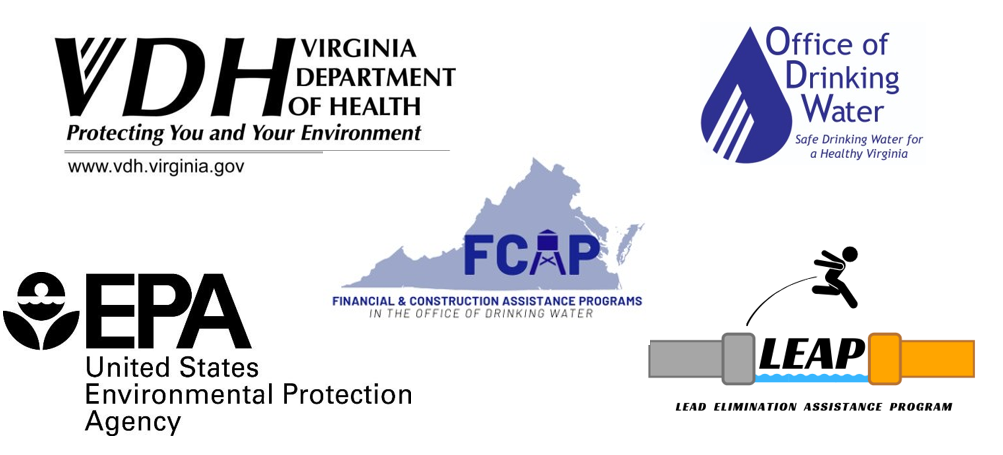 VDH
VIRGINIA
DEPARTMENT
OF HEALTH
Protecting You and Your Environment
www.vdh.virginia.gov
Office of
Drinking
Water
Safe Drinking Water for
a Healthy Virginia
FCAP
FINANCIAL & CONSTRUCTION ASSISTANCE PROGRAMS
IN THE OFFICE OF DRINKING WATER
EPA
United States
Environmental Protection
Agency
LEAP
LEAD ELIMINATION ASSISTANCE PROGRAM